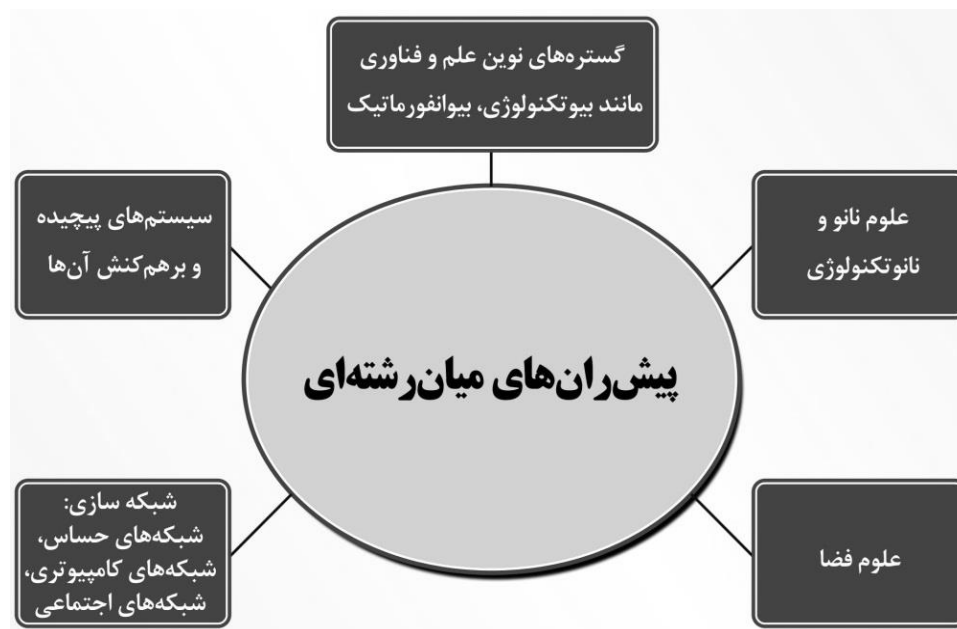 گستره‌های نوین علم و فناوری
مانند بیوتکنولوژی، بیوانفورماتیک
علوم نانو و
نانوتکنولوژی
سیستم‌های پیچیده
و برهم‌کنش آن‌ها
پیش‌ران‌های میان‌رشته‌ای
علوم فضا
شبکه سازی:
شبکه‌های حساس،
شبکه‌های کامپیوتری،
شبکه‌های اجتماعی